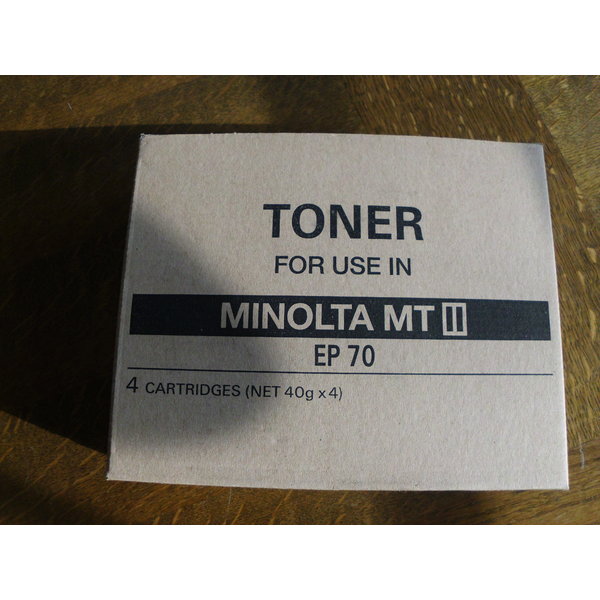 TONER
FOR USE IN
MINOLTA MT II
EP 70
4 CARTRIDGES (NET 40g x 4)